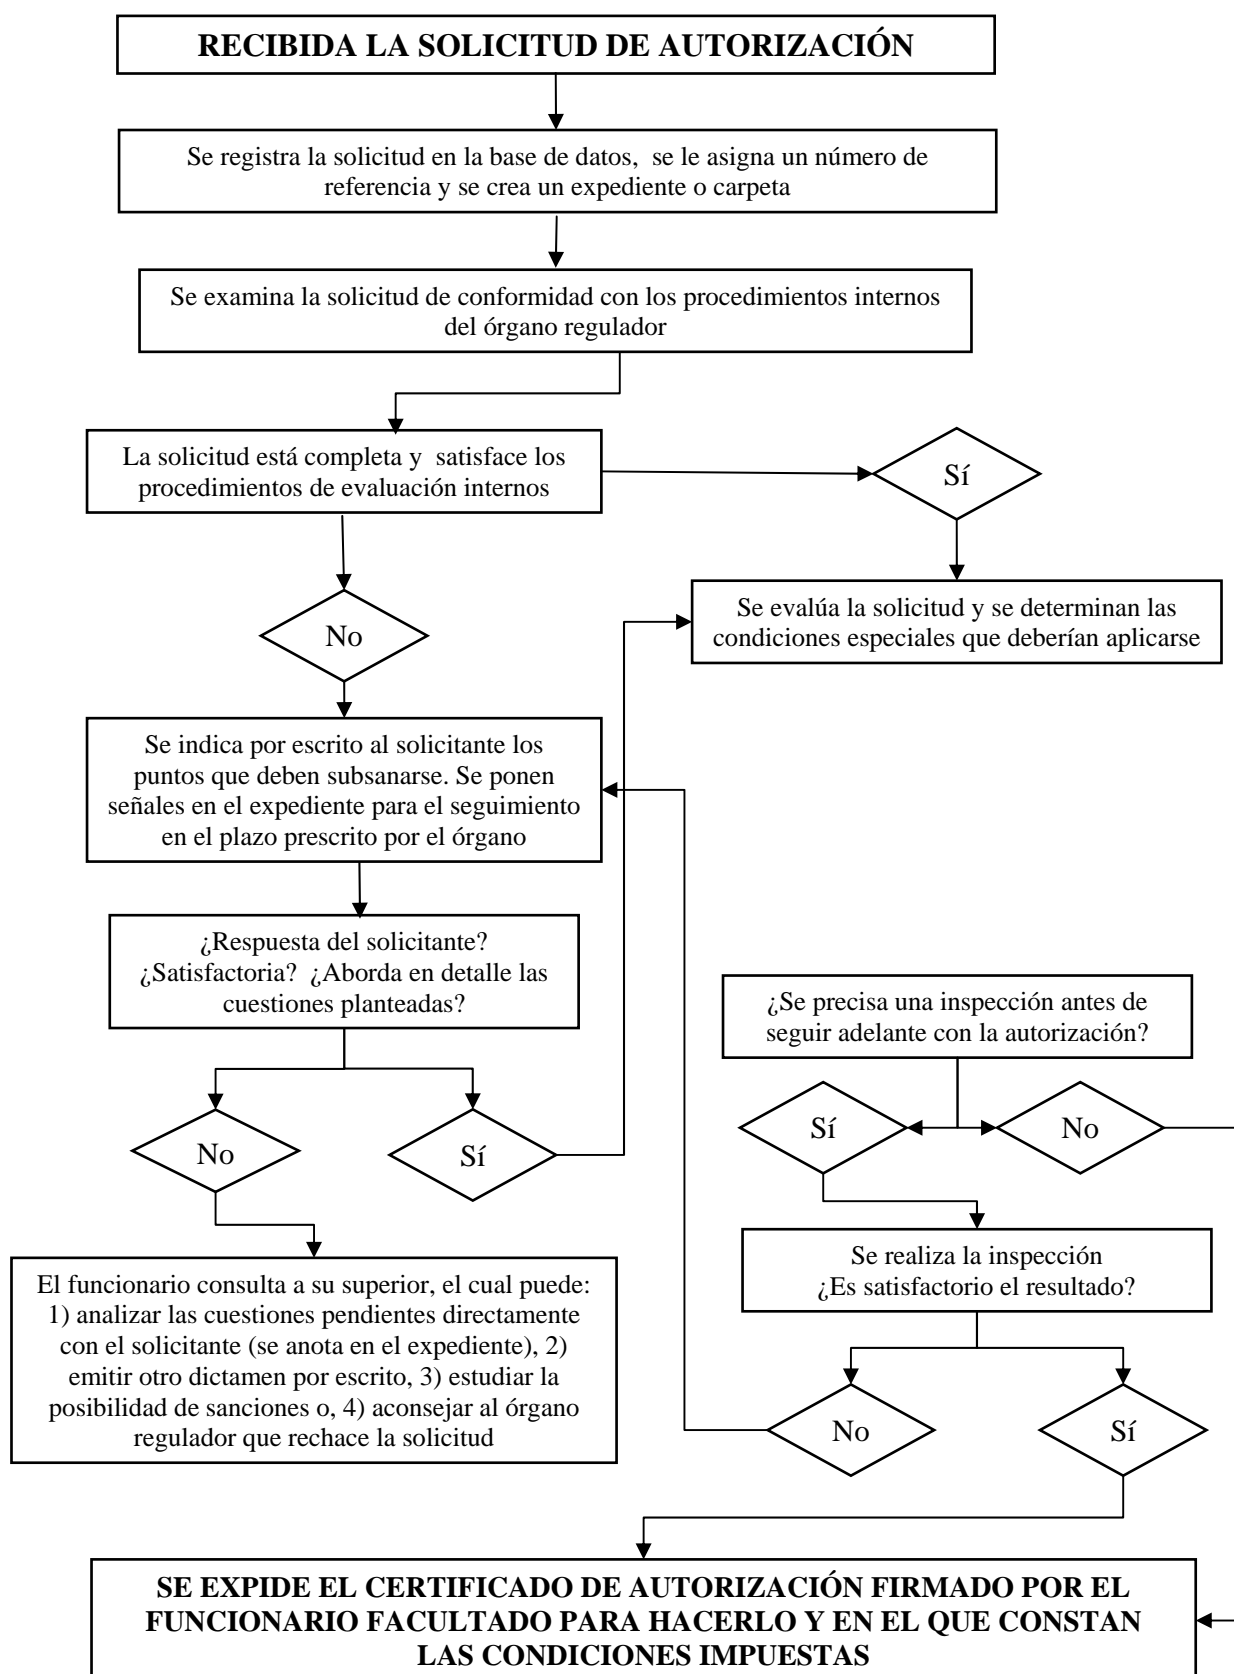 RECIBIDA LA SOLICITUD DE AUTORIZACIÓN
Se registra la solicitud en la base de datos, se le asigna un número de
referencia y se crea un expediente o carpeta
Se examina la solicitud de conformidad con los procedimientos internos
del órgano regulador
La solicitud está completa y satisface los
procedimientos de evaluación internos
Sí
No
Se evalúa la solicitud y se determinan las
condiciones especiales que deberían aplicarse
Se indica por escrito al solicitante los
puntos que deben subsanarse. Se ponen
señales en el expediente para el seguimiento
en el plazo prescrito por el órgano
¿Respuesta del solicitante?
¿Satisfactoria? ¿Aborda en detalle las
cuestiones planteadas?
¿Se precisa una inspección antes de
seguir adelante con la autorización?
No
Sí
Sí
No
El funcionario consulta a su superior, el cual puede:
1) analizar las cuestiones pendientes directamente
con el solicitante (se anota en el expediente), 2)
emitir otro dictamen por escrito, 3) estudiar la
posibilidad de sanciones o, 4) aconsejar al órgano
regulador que rechace la solicitud
Se realiza la inspección
¿Es satisfactorio el resultado?
No
Sí
SE EXPIDE EL CERTIFICADO DE AUTORIZACIÓN FIRMADO POR EL
FUNCIONARIO FACULTADO PARA HACERLO Y EN EL QUE CONSTAN
LAS CONDICIONES IMPUESTAS